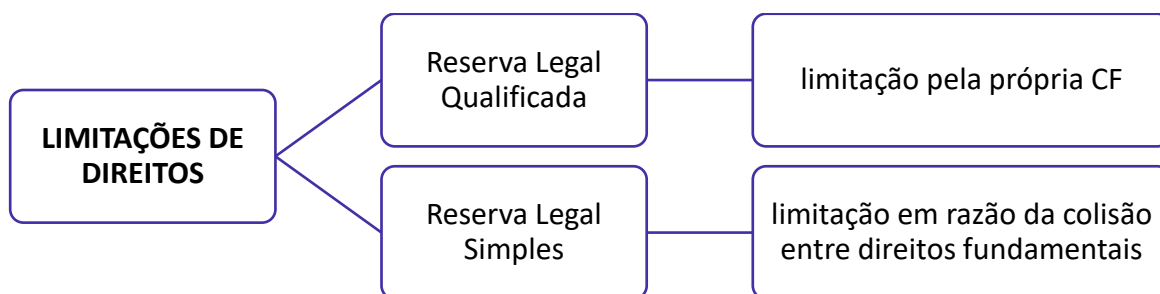 LIMITAÇÕES DE
DIREITOS
Reserva Legal
Qualificada
limitação pela própria CF
Reserva Legal
Simples
limitação em razão da colisão
entre direitos fundamentais